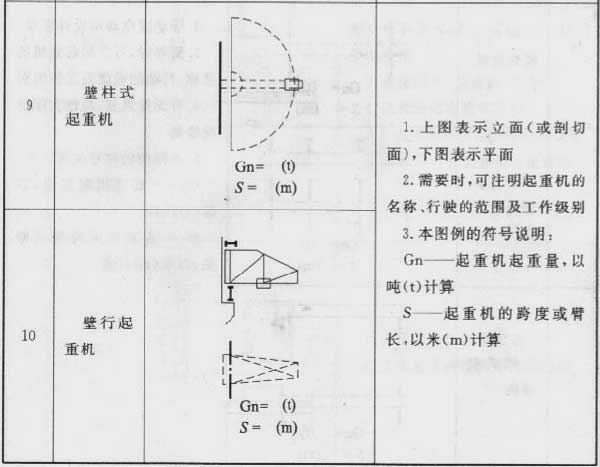 9
壁柱式
起重机
Gn=    (t)
S =    (m)
1. 上图表示立面(或剖切
面),下图表示平面
2. 需要时,可注明起重机的
名称、行驶的范围及工作级别
3. 本图例的符号说明:
Gn——起重机起重量,以
吨(t)计算
S——起重机的跨度或臂
长,以米(m)计算
10
壁行起
重机
Gn=    (t)
S =    (m)